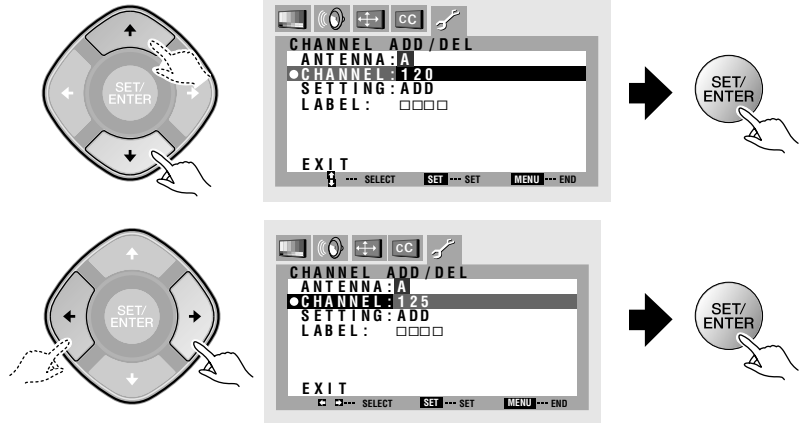 SET/
ENTER
CC
CHANNEL ADD/DEL
ANTENNA:A
CHANNEL:120
SETTING:ADD
LABEL: □□□□
EXIT
--- SELECT SET --- SET MENU --- END
SET/
ENTER
SET/
ENTER
CC
CHANNEL ADD/DEL
ANTENNA:A
CHANNEL:125
SETTING:ADD
LABEL: □□□□
EXIT
--- SELECT SET --- SET MENU --- END
SET/
ENTER